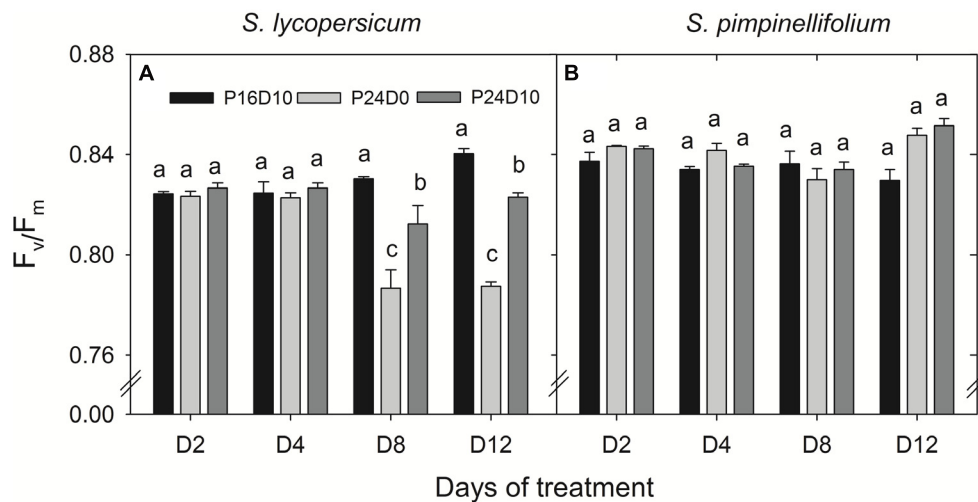 S. lycopersicum S. pimpinellifolium
A B
P16D10 P24D0 P24D10
0.88
0.84
0.80
0.76
0.00
Fv/Fm
a a a a a a a b c a b c
a a a a a a a a a a a a
D2 D4 D8 D12 D2 D4 D8 D12
Days of treatment